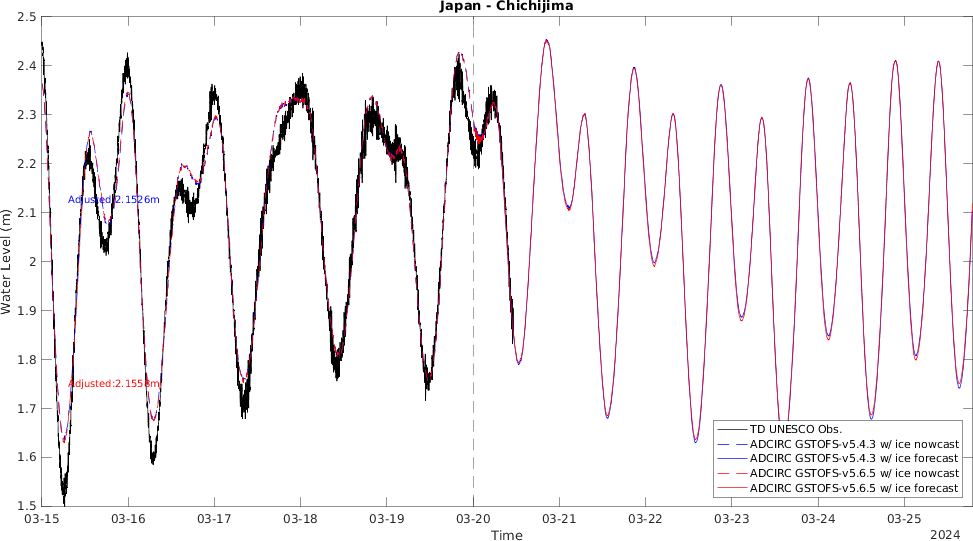 Japan - Chichijima
2.5
2.4
2.3
2.2
2.1
2
1.9
1.8
1.7
1.6
1.5
Water Level (m)
Adjusted:2.1526m
Adjusted:2.1558m
TD UNESCO Obs.
ADCIRC GSTOFS-v5.4.3 w/ ice nowcast
ADCIRC GSTOFS-v5.4.3 w/ ice forecast
ADCIRC GSTOFS-v5.6.5 w/ ice nowcast
ADCIRC GSTOFS-v5.6.5 w/ ice forecast
03-15 03-16 03-17 03-18 03-19 03-20 03-21 03-22 03-23 03-24 03-25
Time
2024